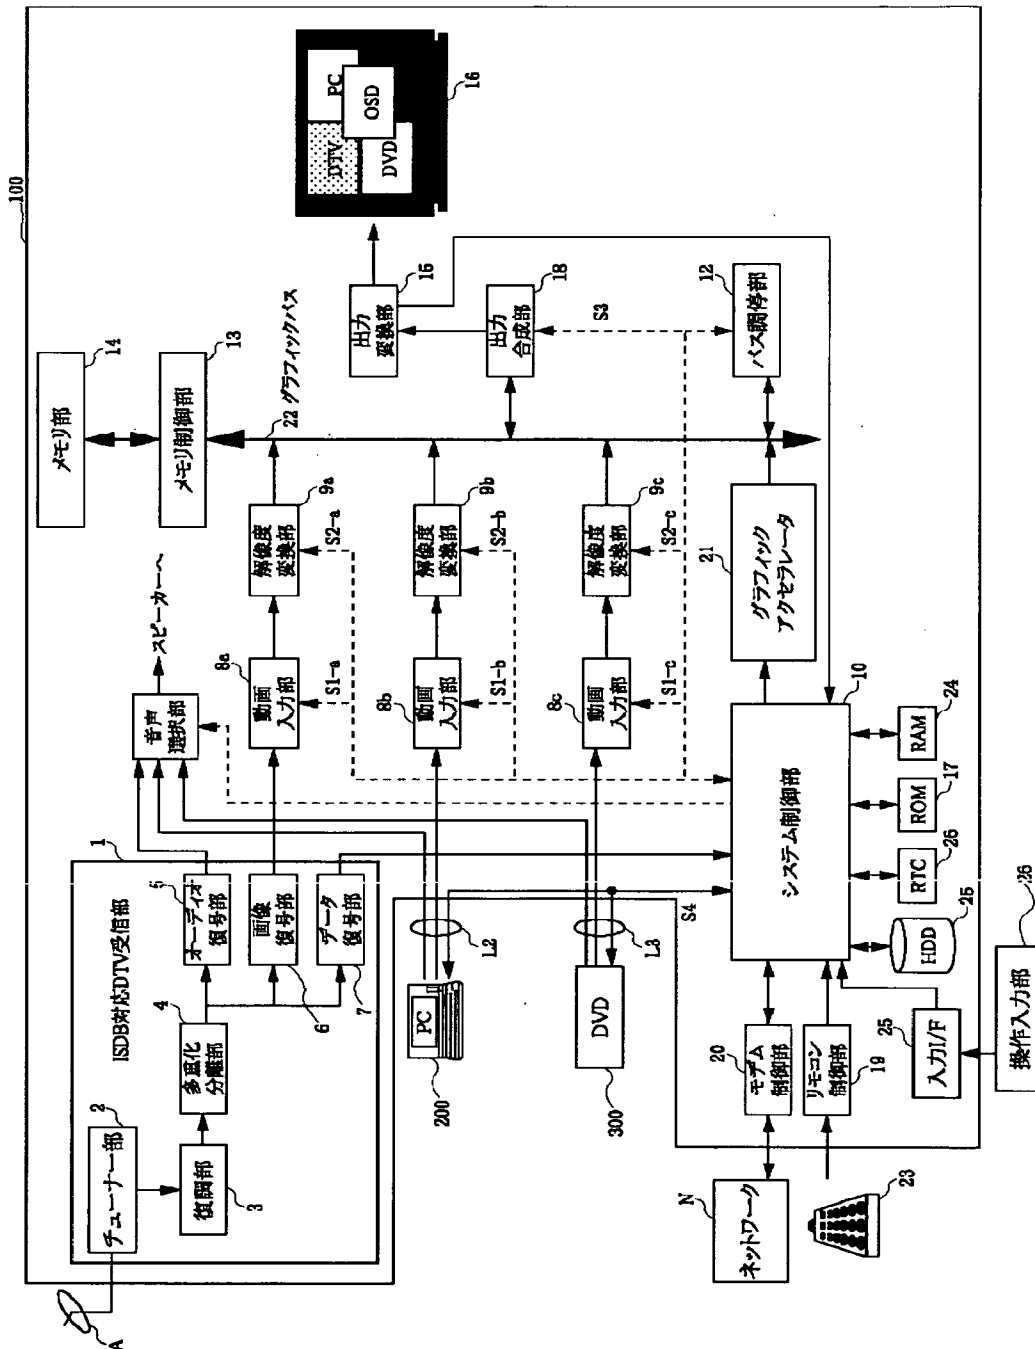 100
ISDB対応DTV受信部
1
A
チューナー部
2
復調部
3
多重化
分離部
4
オーディオ
復号部
5
画像
復号部
6
データ
復号部
7
音声
選択部
スピーカーへ
メモリ部
14
メモリ制御部
13
22 グラフィックバス
動画
入力部
8a
解像度
変換部
9a
S1-a
S2-a
動画
入力部
8b
解像度
変換部
9b
S1-b
S2-b
動画
入力部
8c
解像度
変換部
9c
S1-c
S2-c
出力
変換部
15
出力
合成部
18
S3
バス調停部
12
DTV
PC
DVD
OSD
16
PC
200
L2
DVD
300
L3
S4
グラフィック
アクセラレータ
21
システム制御部
10
RAM
24
ROM
17
RTC
26
HDD
25
ネットワーク
N
モデム
制御部
20
リモコン
制御部
19
23
入力I/F
25
操作入力部
26